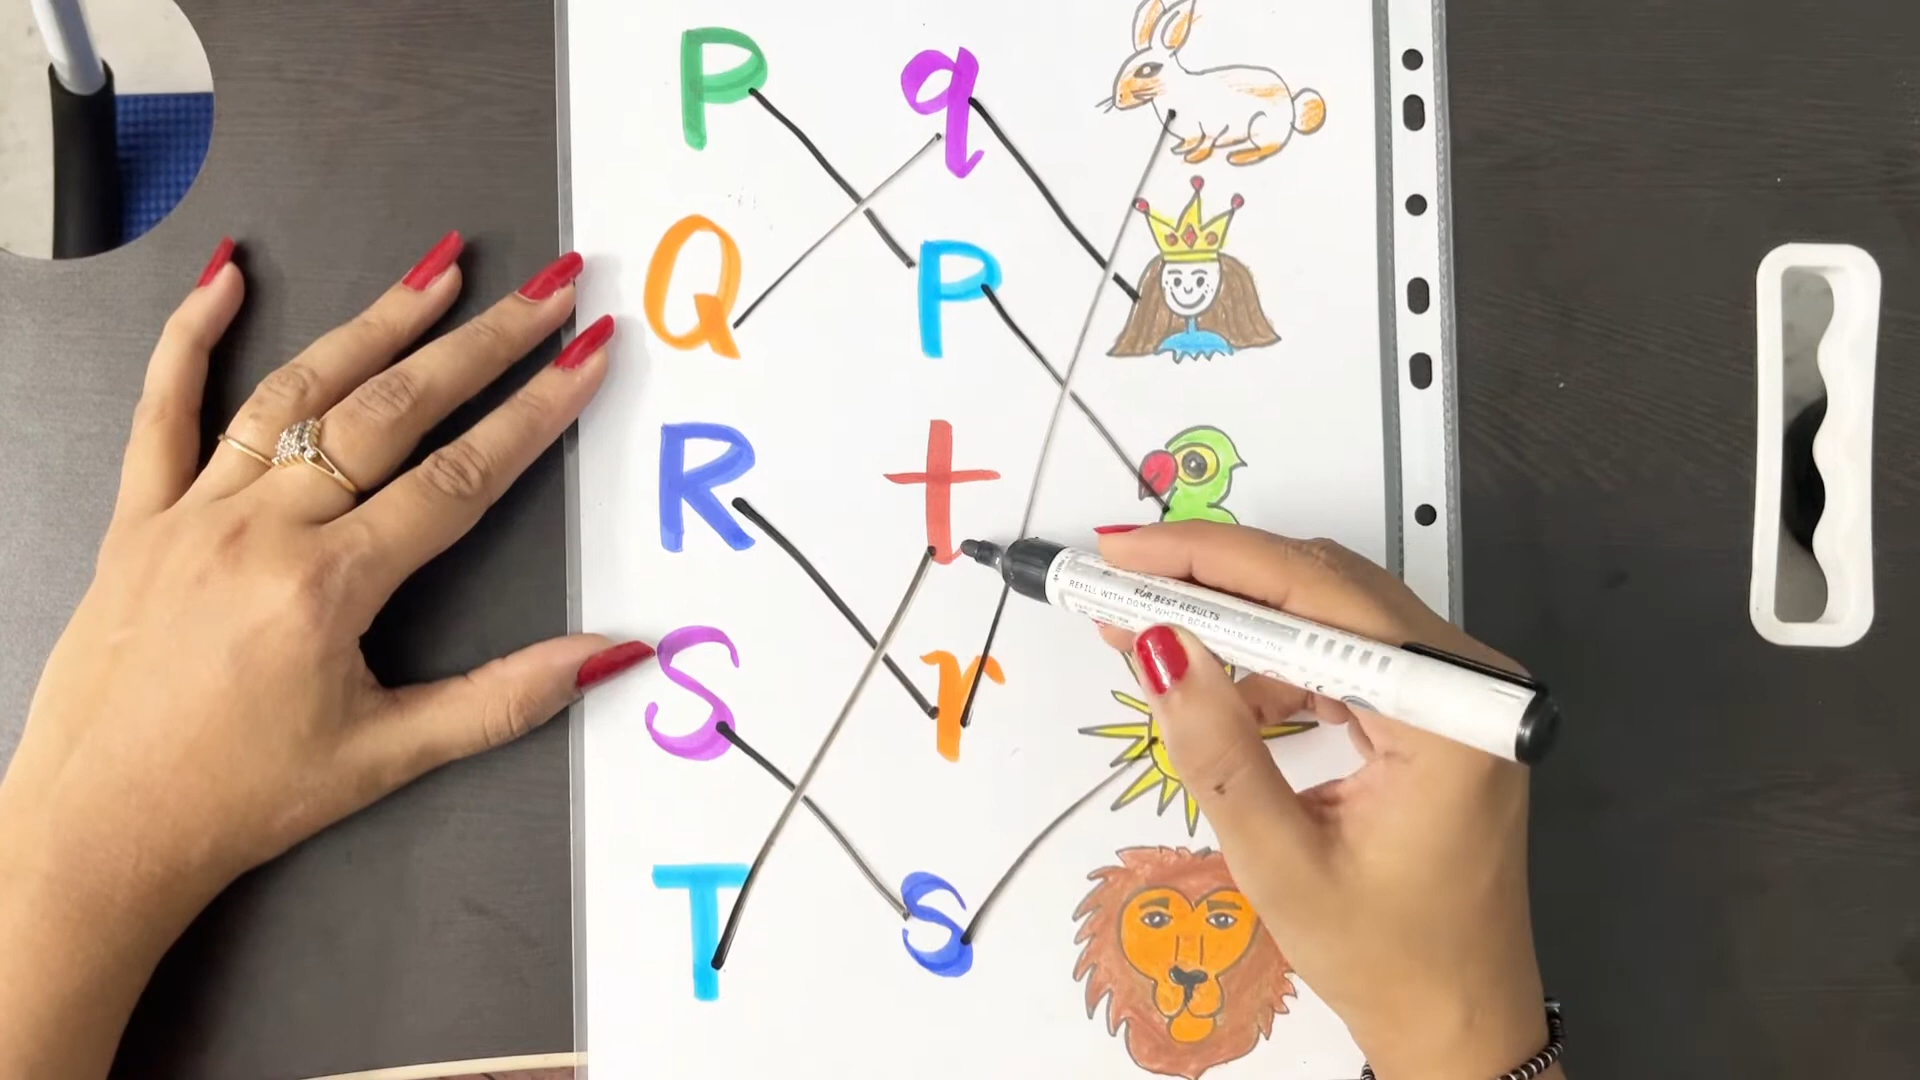 P q
Q P
R t
S r
T s
FOR BEST RESULTS
REFILL WITH DOMS WHITE BOARD MARKER INK